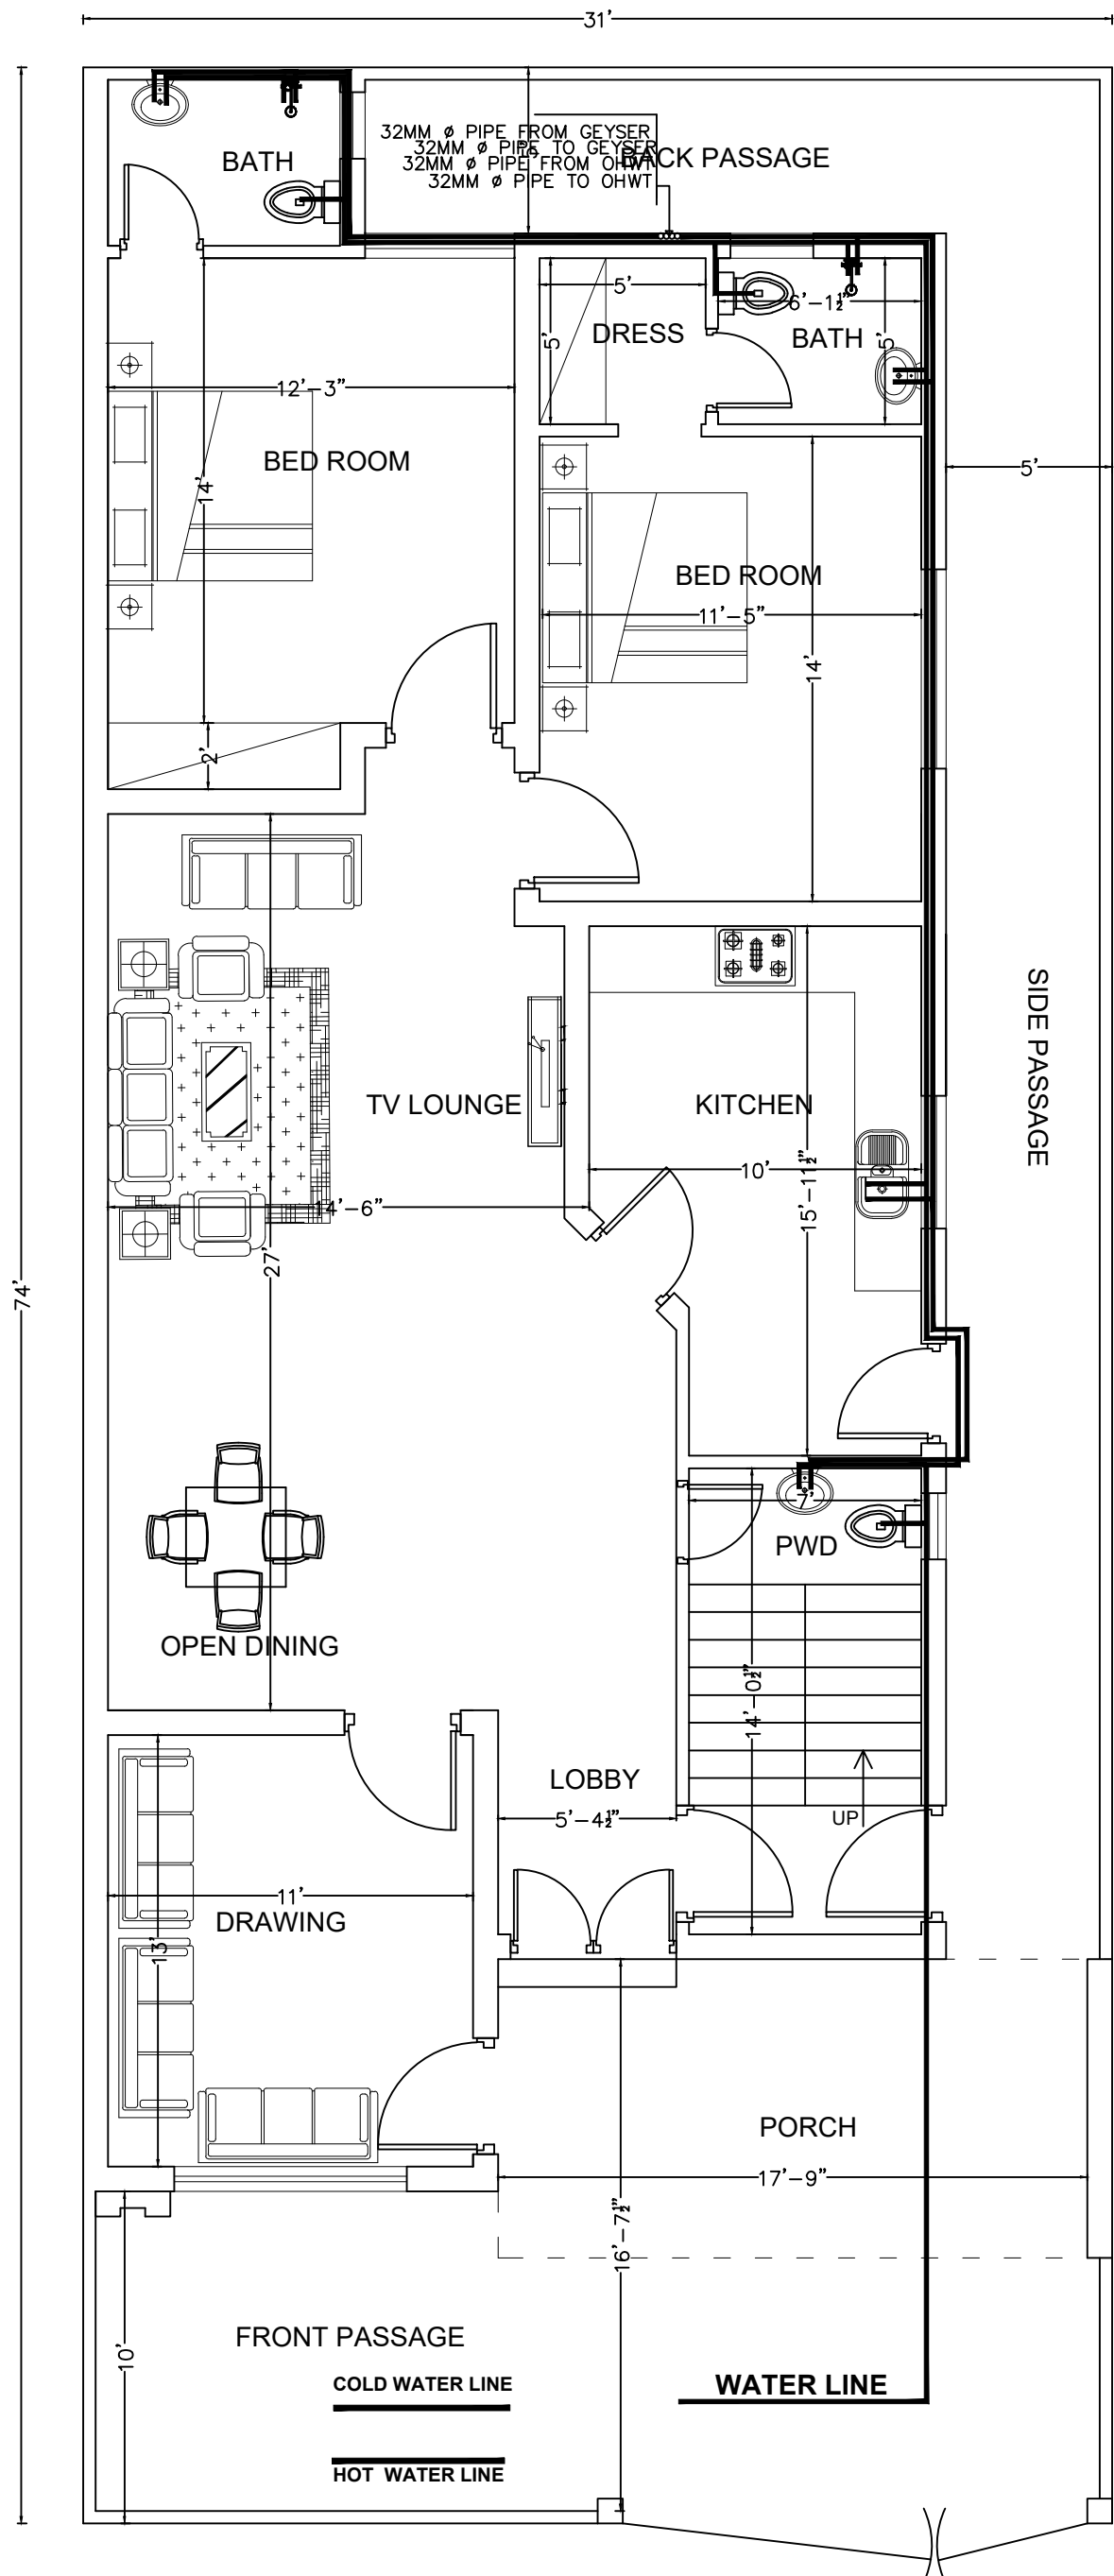 31'
32MM ø PIPE FROM GEYSER
32MM ø PIPE TO GEYSER
32MM ø PIPE FROM OHWT
32MM ø PIPE TO OHWT
BACK PASSAGE
BATH
5'
6'-1½"
DRESS
BATH
5'
5'
12'-3"
BED ROOM
14'
5'
BED ROOM
11'-5"
14'
2'
SIDE PASSAGE
TV LOUNGE
KITCHEN
10'
15'-11½"
14'-6"
27'
74'
7'
PWD
OPEN DINING
14'-0½"
LOBBY
5'-4½"
UP
11'
DRAWING
13'
PORCH
17'-9"
16'-7½"
FRONT PASSAGE
10'
COLD WATER LINE
WATER LINE
HOT WATER LINE